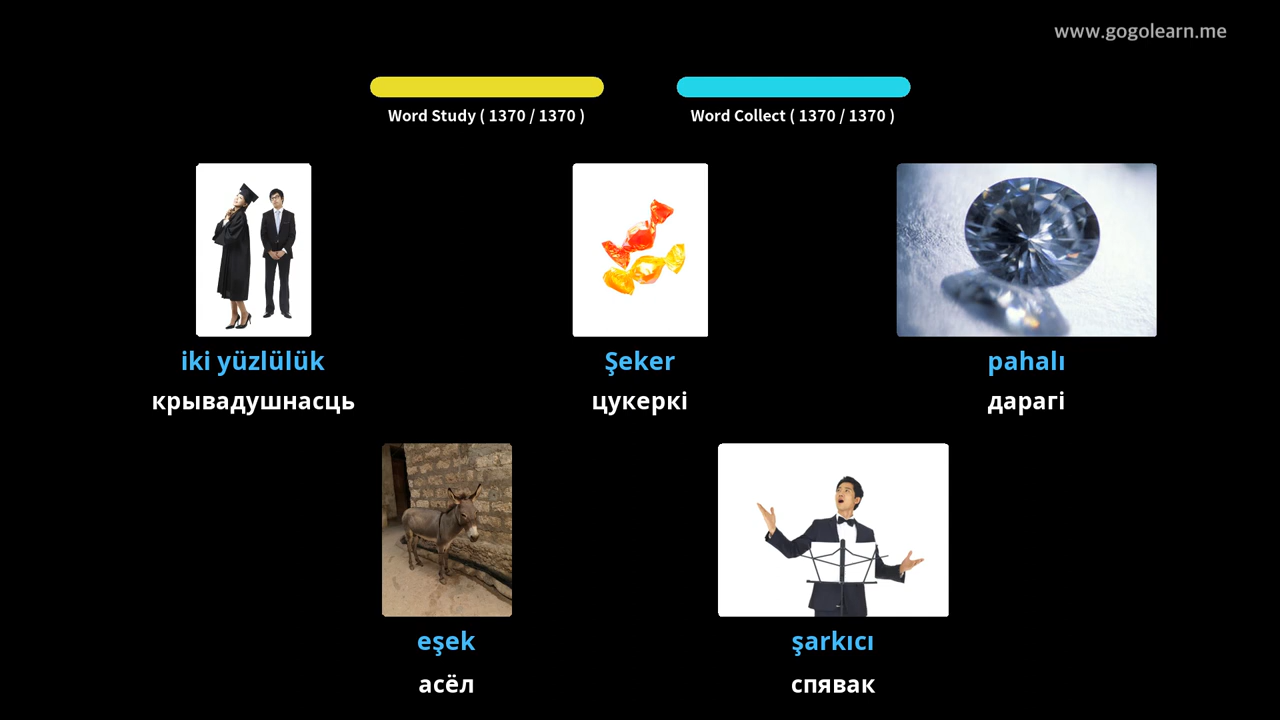 www.gogolearn.me
Word Study ( 1370 / 1370 )
Word Collect ( 1370 / 1370 )
iki yüzlülük
Şeker
pahalı
крывадушнасць
цукеркі
дарагі
eşek
şarkıcı
асёл
спявак